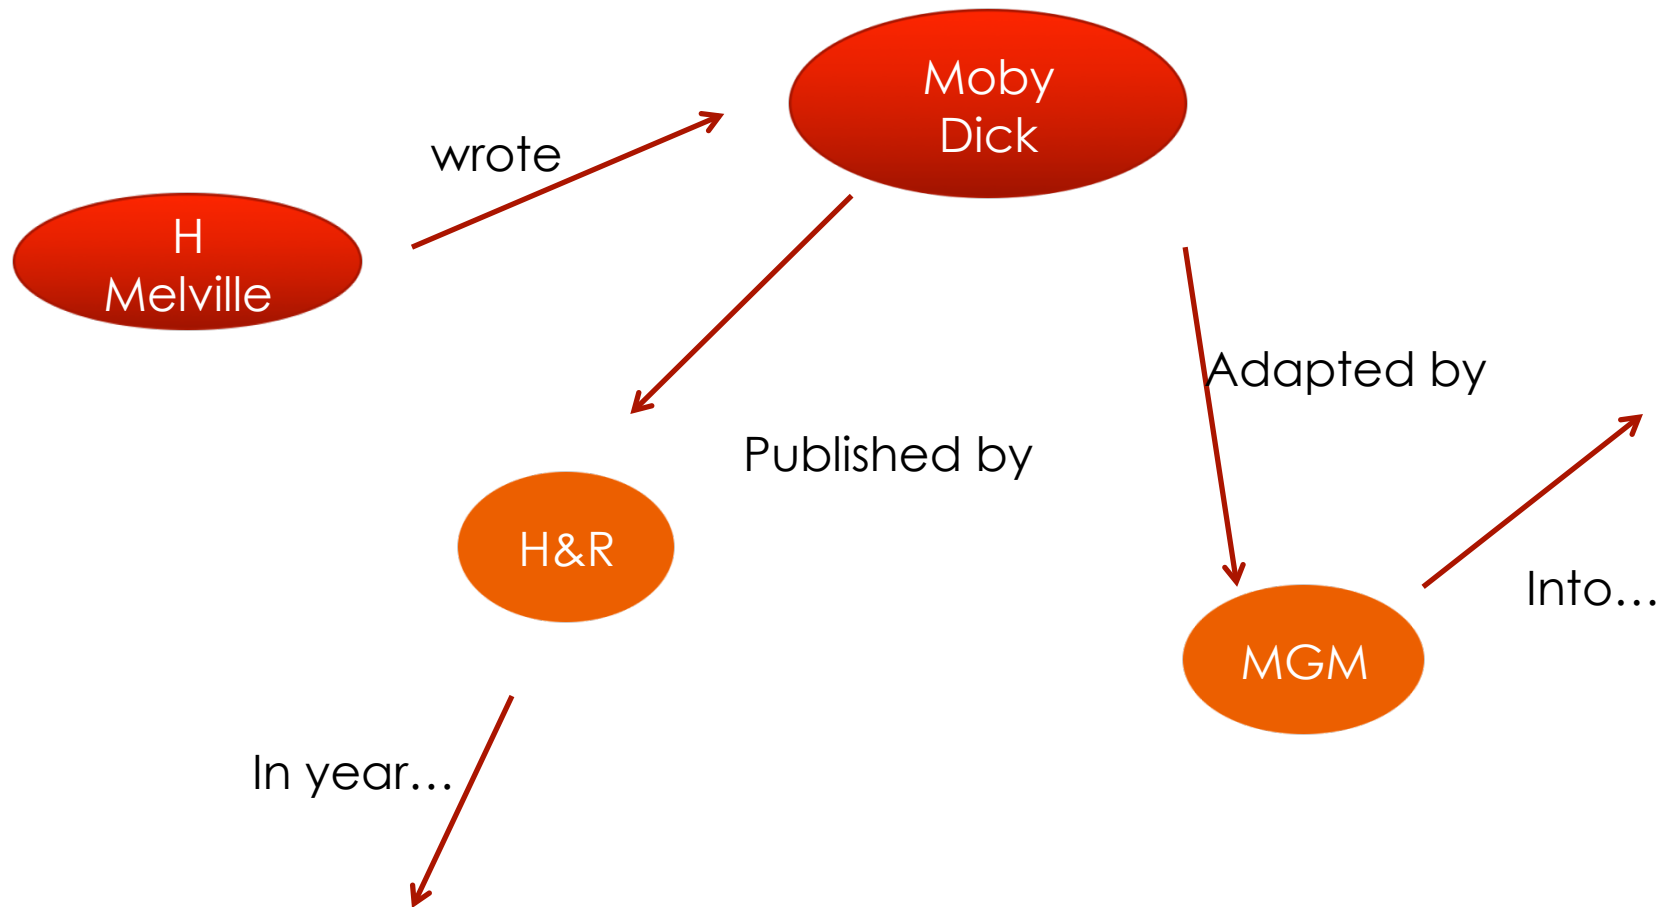 Moby
Dick
wrote
H
Melville
Adapted by
Published by
H&R
Into...
MGM
In year...